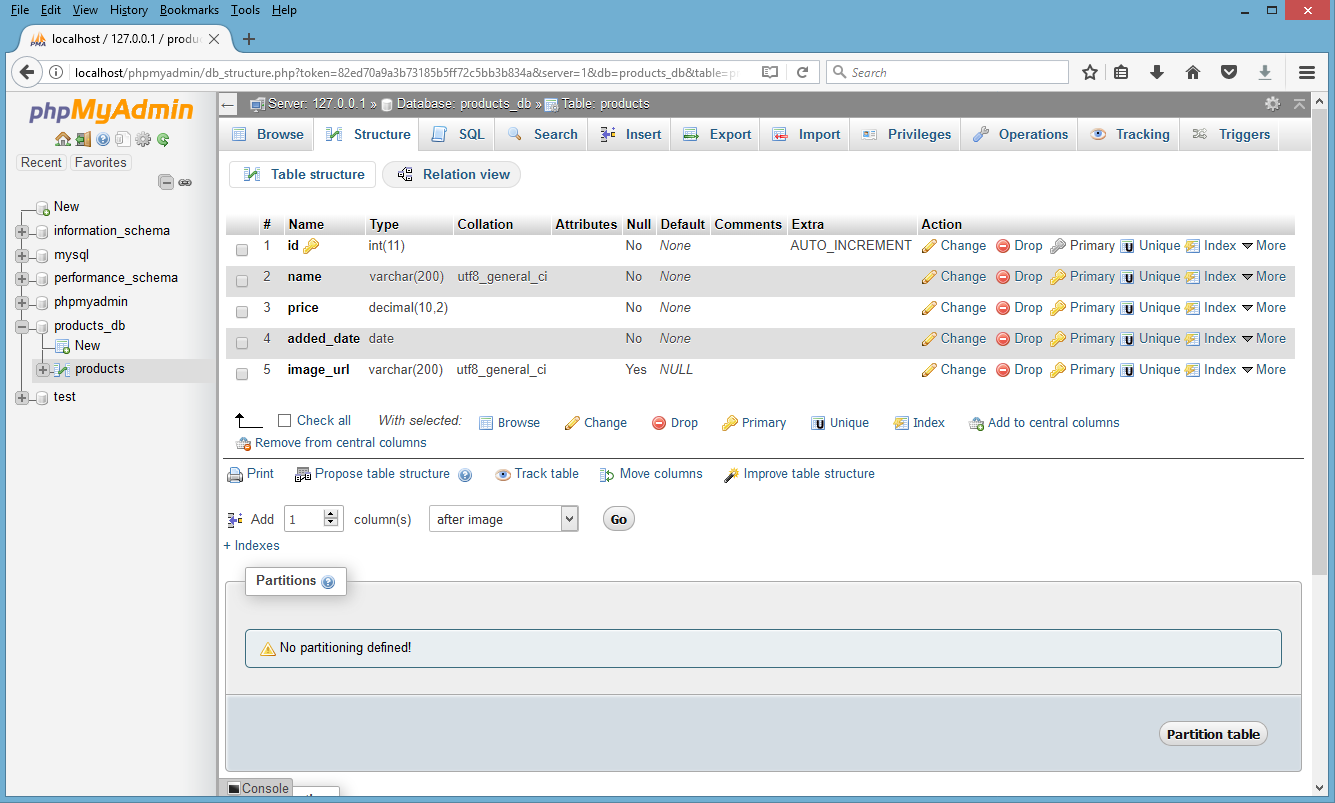 File Edit View History Bookmarks Tools Help
PMA localhost / 127.0.0.1 / produ
localhost/phpmyadmin/db_structure.php?token=82ed70a9a3b73185b5ff72c5bb3b834a&server=1&db=products_db&table=pr
Search
phpMyAdmin
Recent Favorites
New
information_schema
mysql
performance_schema
phpmyadmin
products_db
New
products
test
Server: 127.0.0.1 » Database: products_db » Table: products
Browse Structure SQL Search Insert Export Import Privileges Operations Tracking Triggers
Table structure Relation view
# Name Type Collation Attributes Null Default Comments Extra Action
1 id int(11) No None AUTO_INCREMENT Change Drop Primary Unique Index More
2 name varchar(200) utf8_general_ci No None Change Drop Primary Unique Index More
3 price decimal(10,2) No None Change Drop Primary Unique Index More
4 added_date date No None Change Drop Primary Unique Index More
5 image_url varchar(200) utf8_general_ci Yes NULL Change Drop Primary Unique Index More
Check all With selected: Browse Change Drop Primary Unique Index Add to central columns
Remove from central columns
Print Propose table structure Track table Move columns Improve table structure
Add 1 column(s) after image Go
+ Indexes
Partitions
No partitioning defined!
Partition table
Console